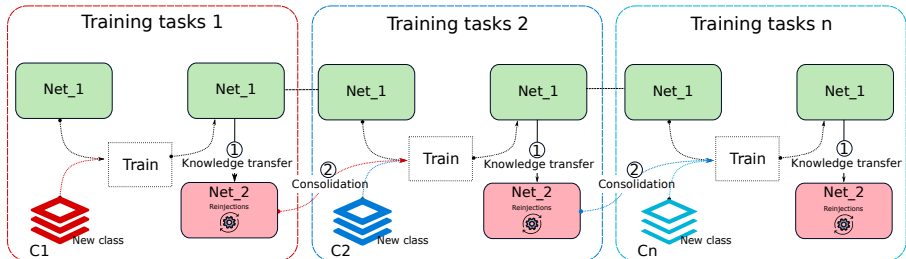 Training tasks 1
Net_1
Net_1
Train
①
Knowledge transfer
Net_2
Reinjections
New class
C1
Training tasks 2
Net_1
Net_1
②
Consolidation
Train
①
Knowledge transfer
Net_2
Reinjections
New class
C2
Training tasks n
Net_1
Net_1
②
Consolidation
Train
①
Knowledge transfer
Net_2
Reinjections
New class
Cn